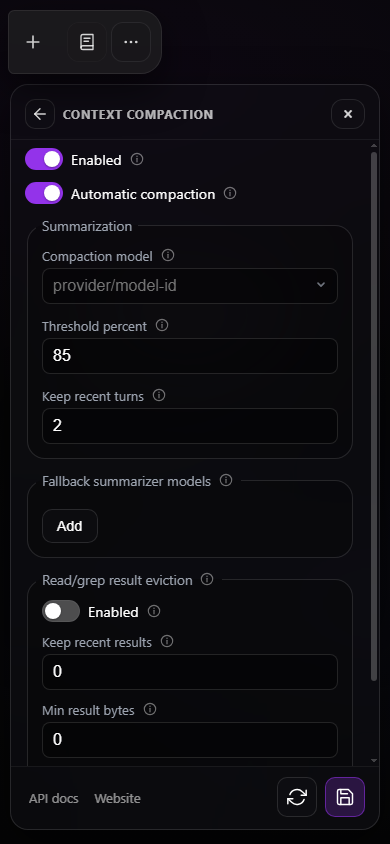 CONTEXT COMPACTION
Enabled
Automatic compaction
Summarization
Compaction model
provider/model-id
Threshold percent
85
Keep recent turns
2
Fallback summarizer models
Add
Read/grep result eviction
Enabled
Keep recent results
0
Min result bytes
0
API docs Website